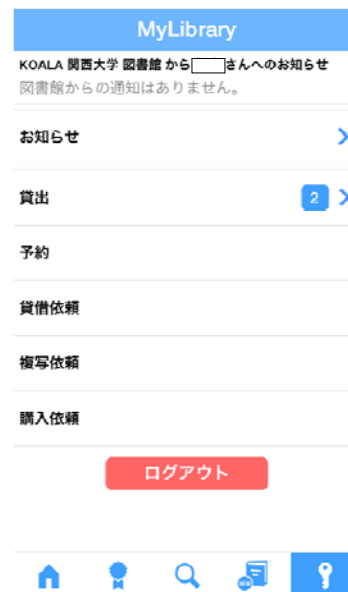 MyLibrary
KOALA 関西大学 図書館 から さんへのお知らせ
図書館からの通知はありません。
お知らせ
貸出 2
予約
貸借依頼
複写依頼
購入依頼
ログアウト